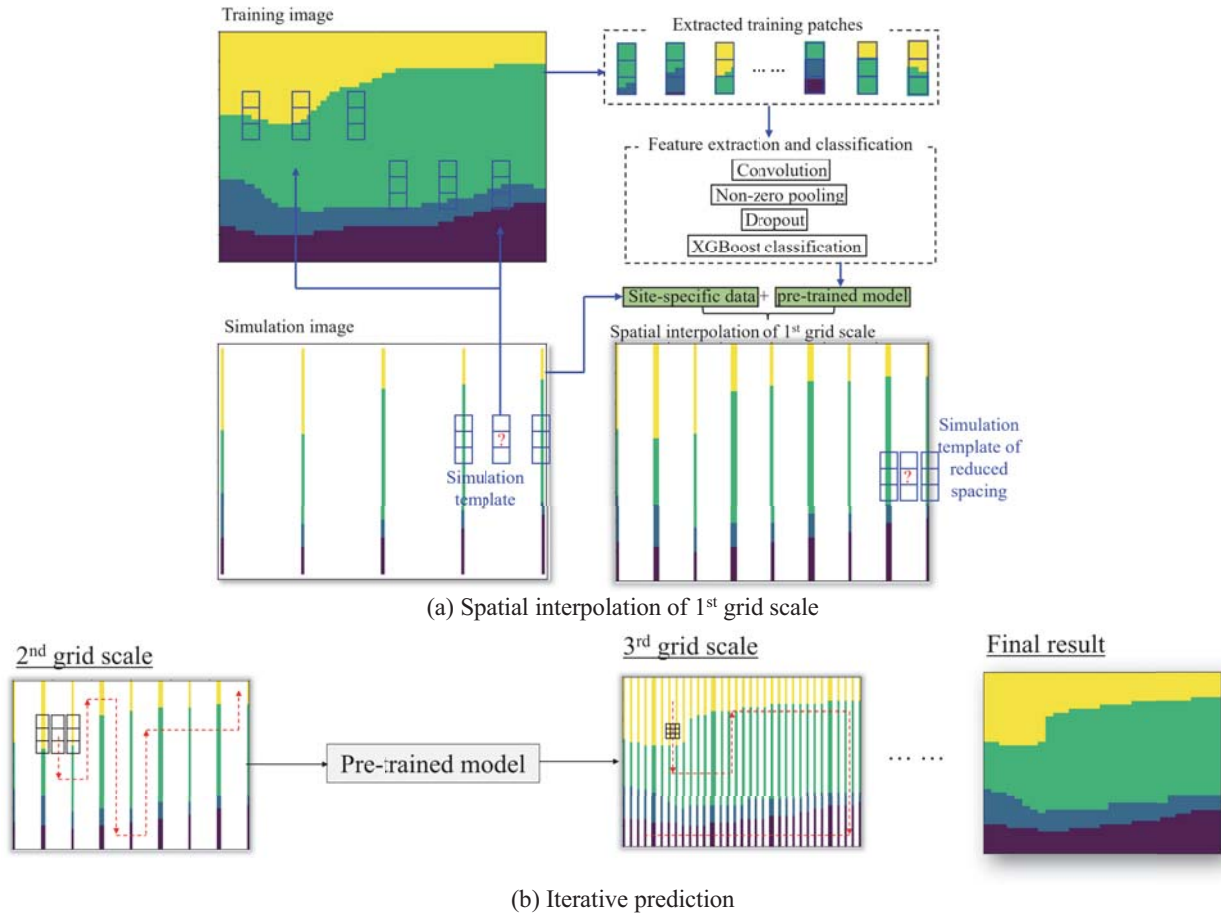 Training image
Extracted training patches
... ...
Feature extraction and classification
Convolution
Non-zero pooling
Dropout
XGBoost classification
Site-specific data + pre-trained model
Simulation image
Spatial interpolation of 1st grid scale
?
Simulation
template
?
Simulation
template of
reduced
spacing
(a) Spatial interpolation of 1st grid scale
2nd grid scale
3rd grid scale
Final result
Pre-trained model
... ...
(b) Iterative prediction